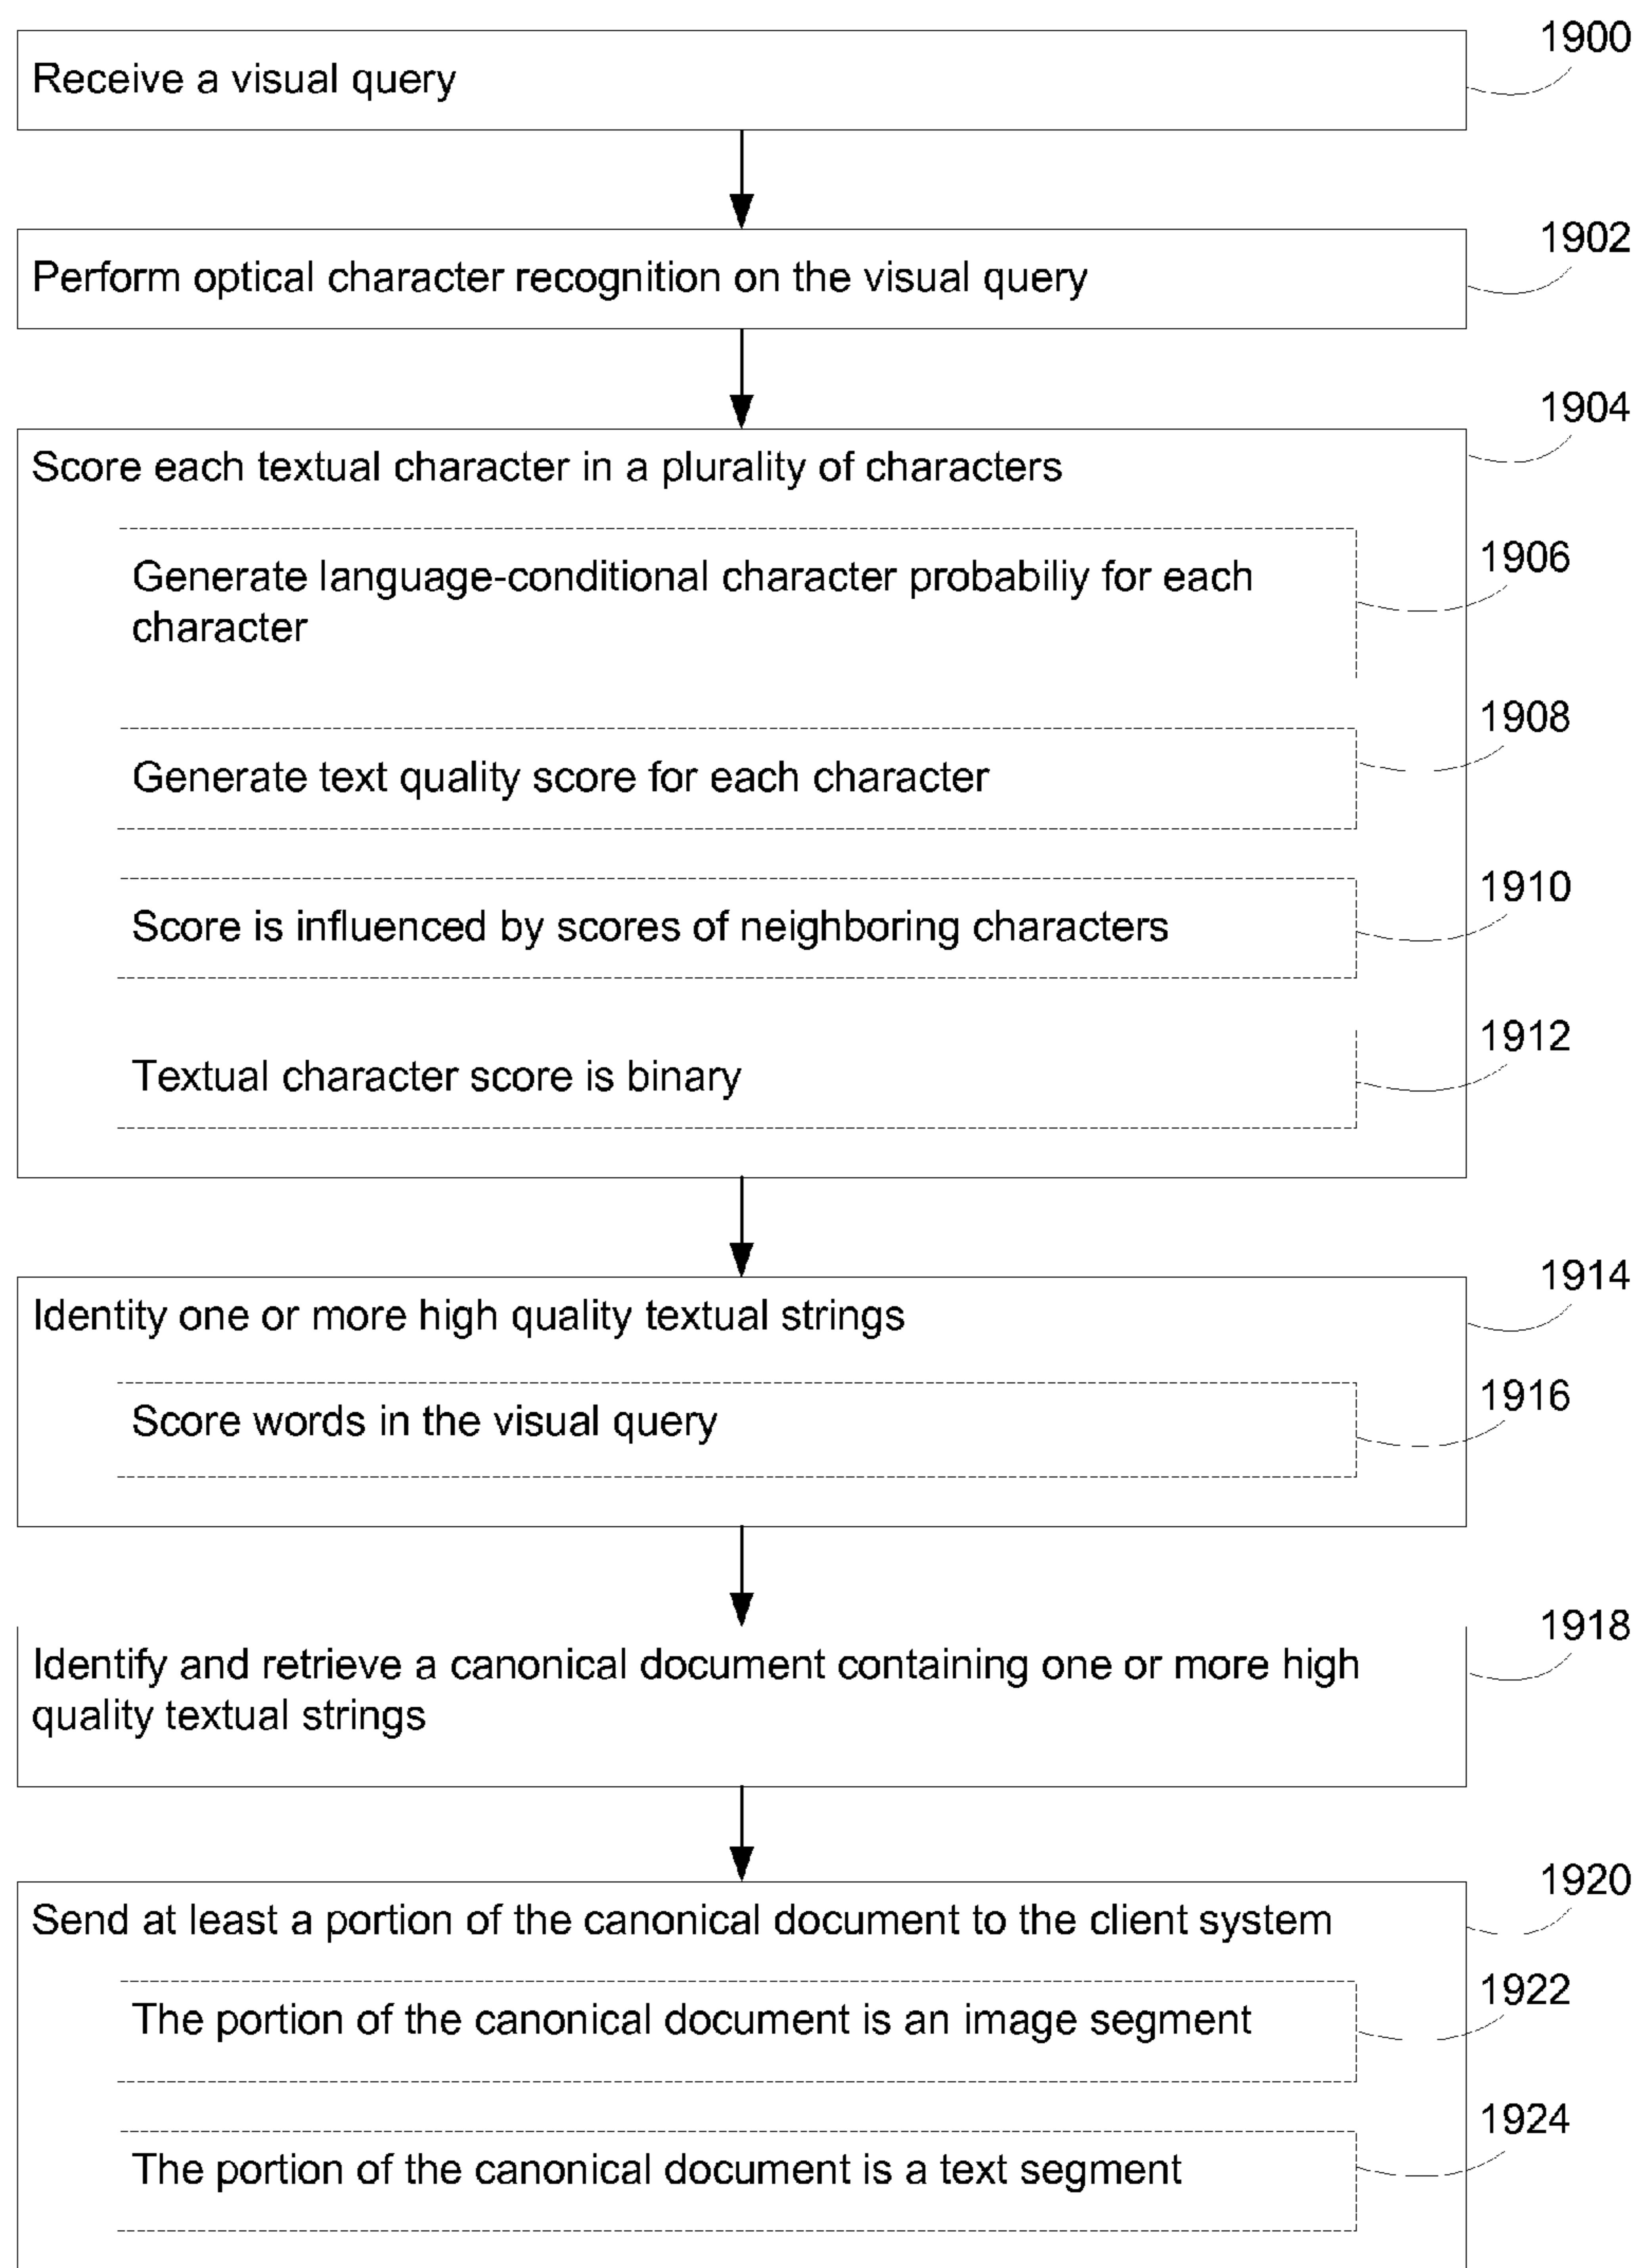 1900
Receive a visual query
1902
Perform optical character recognition on the visual query
1904
Score each textual character in a plurality of characters
1906
Generate language-conditional character probabiliy for each
character
1908
Generate text quality score for each character
1910
Score is influenced by scores of neighboring characters
1912
Textual character score is binary
1914
Identity one or more high quality textual strings
1916
Score words in the visual query
1918
Identify and retrieve a canonical document containing one or more high
quality textual strings
1920
Send at least a portion of the canonical document to the client system
1922
The portion of the canonical document is an image segment
1924
The portion of the canonical document is a text segment